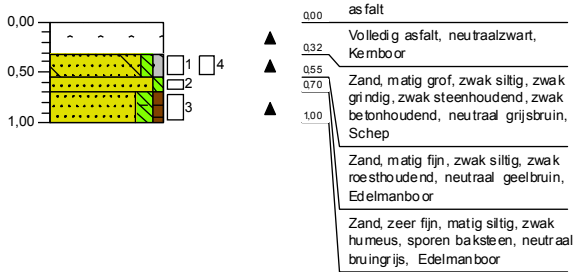 0,00
0,50
1,00
1
4
2
3
0,00
0,32
0,55
0,70
1,00
asfalt
Volledig asfalt, neutraalzwart,
Kernboor
Zand, matig grof, zwak siltig, zwak
grindig, zwak steenhoudend, zwak
betonhoudend, neutraal grijsbruin,
Schep
Zand, matig fijn, zwak siltig, zwak
roesthoudend, neutraal geelbruin,
Edelmanboor
Zand, zeer fijn, matig siltig, zwak
humeus, sporen baksteen, neutraal
bruingrijs, Edelmanboor